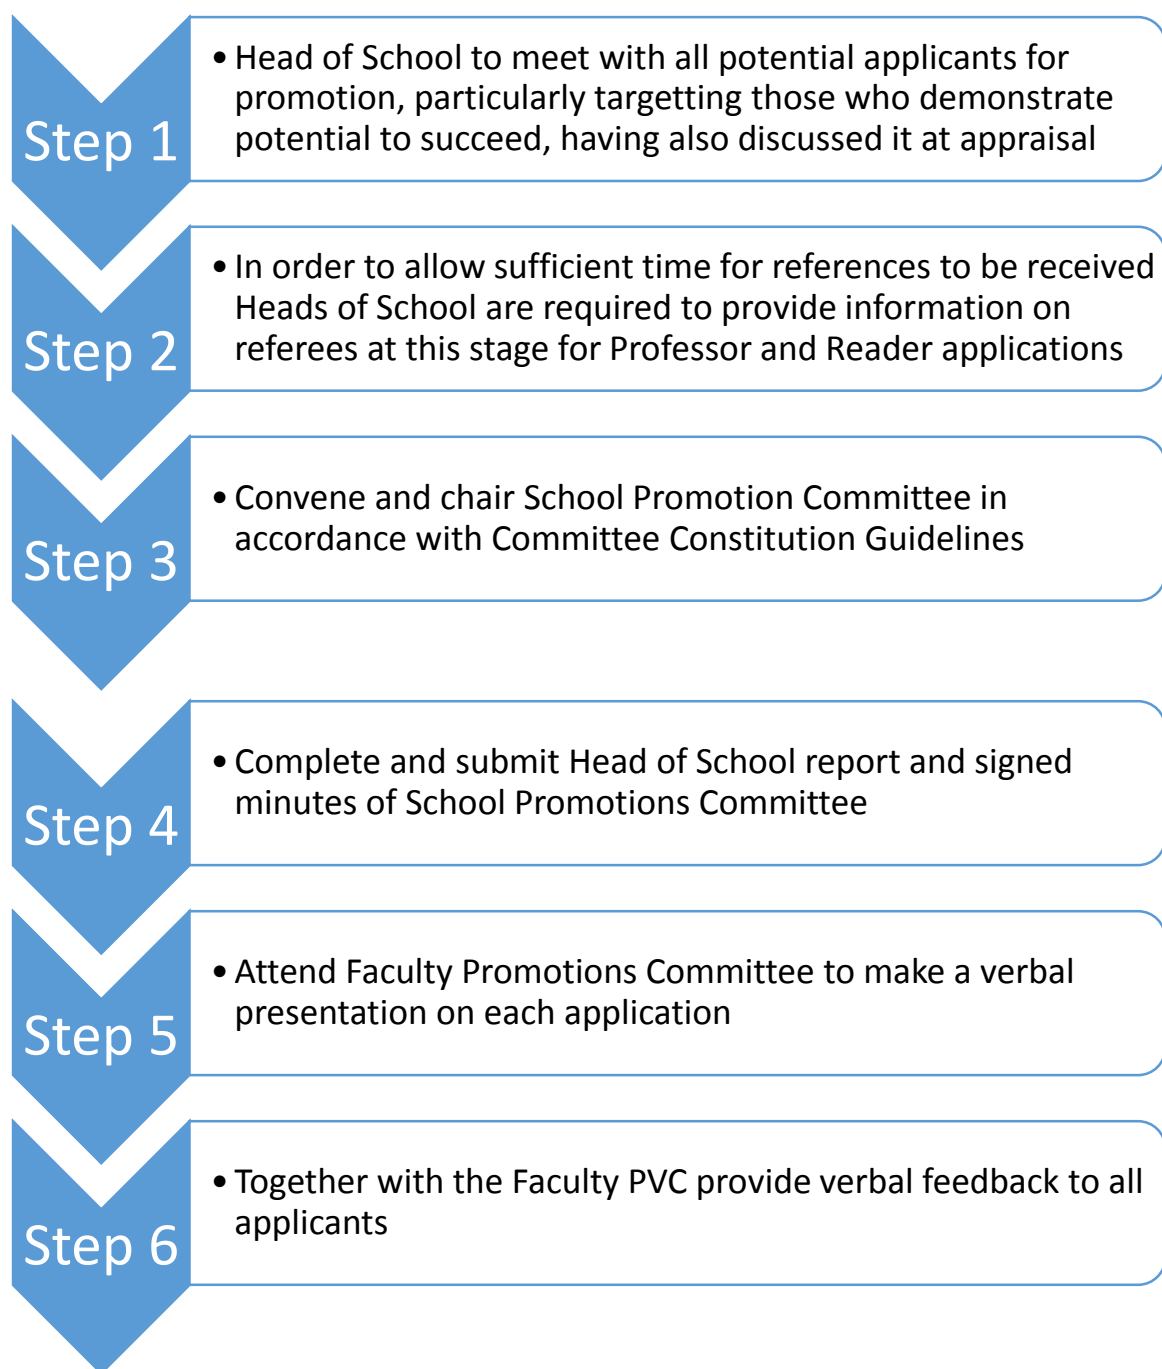 Step 1
• Head of School to meet with all potential applicants for
promotion, particularly targetting those who demonstrate
potential to succeed, having also discussed it at appraisal
Step 2
• In order to allow sufficient time for references to be received
Heads of School are required to provide information on
referees at this stage for Professor and Reader applications
Step 3
• Convene and chair School Promotion Committee in
accordance with Committee Constitution Guidelines
Step 4
• Complete and submit Head of School report and signed
minutes of School Promotions Committee
Step 5
• Attend Faculty Promotions Committee to make a verbal
presentation on each application
Step 6
• Together with the Faculty PVC provide verbal feedback to all
applicants